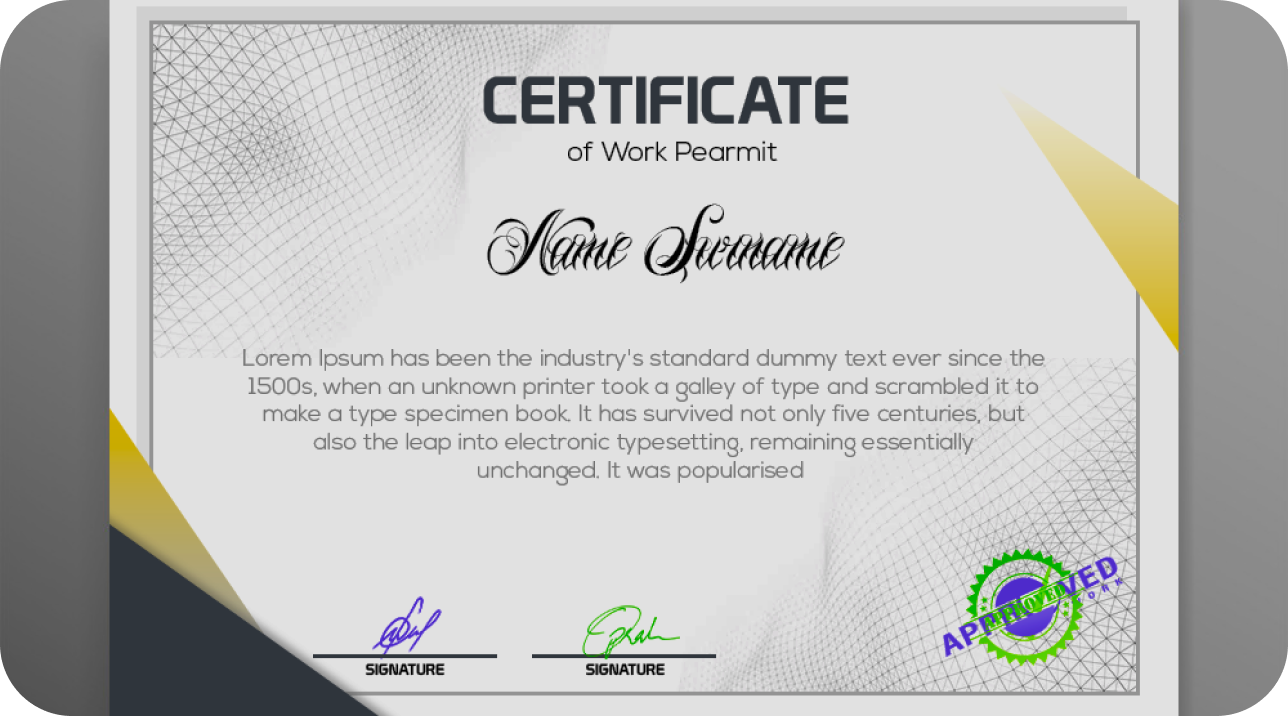 CERTIFICATE
of Work Pearmit
Name Surname
Lorem Ipsum has been the industry's standard dummy text ever since the
1500s, when an unknown printer took a galley of type and scrambled it to
make a type specimen book. It has survived not only five centuries, but
also the leap into electronic typesetting, remaining essentially
unchanged. It was popularised
APPROVED
APPROVED
WORK
SIGNATURE
SIGNATURE